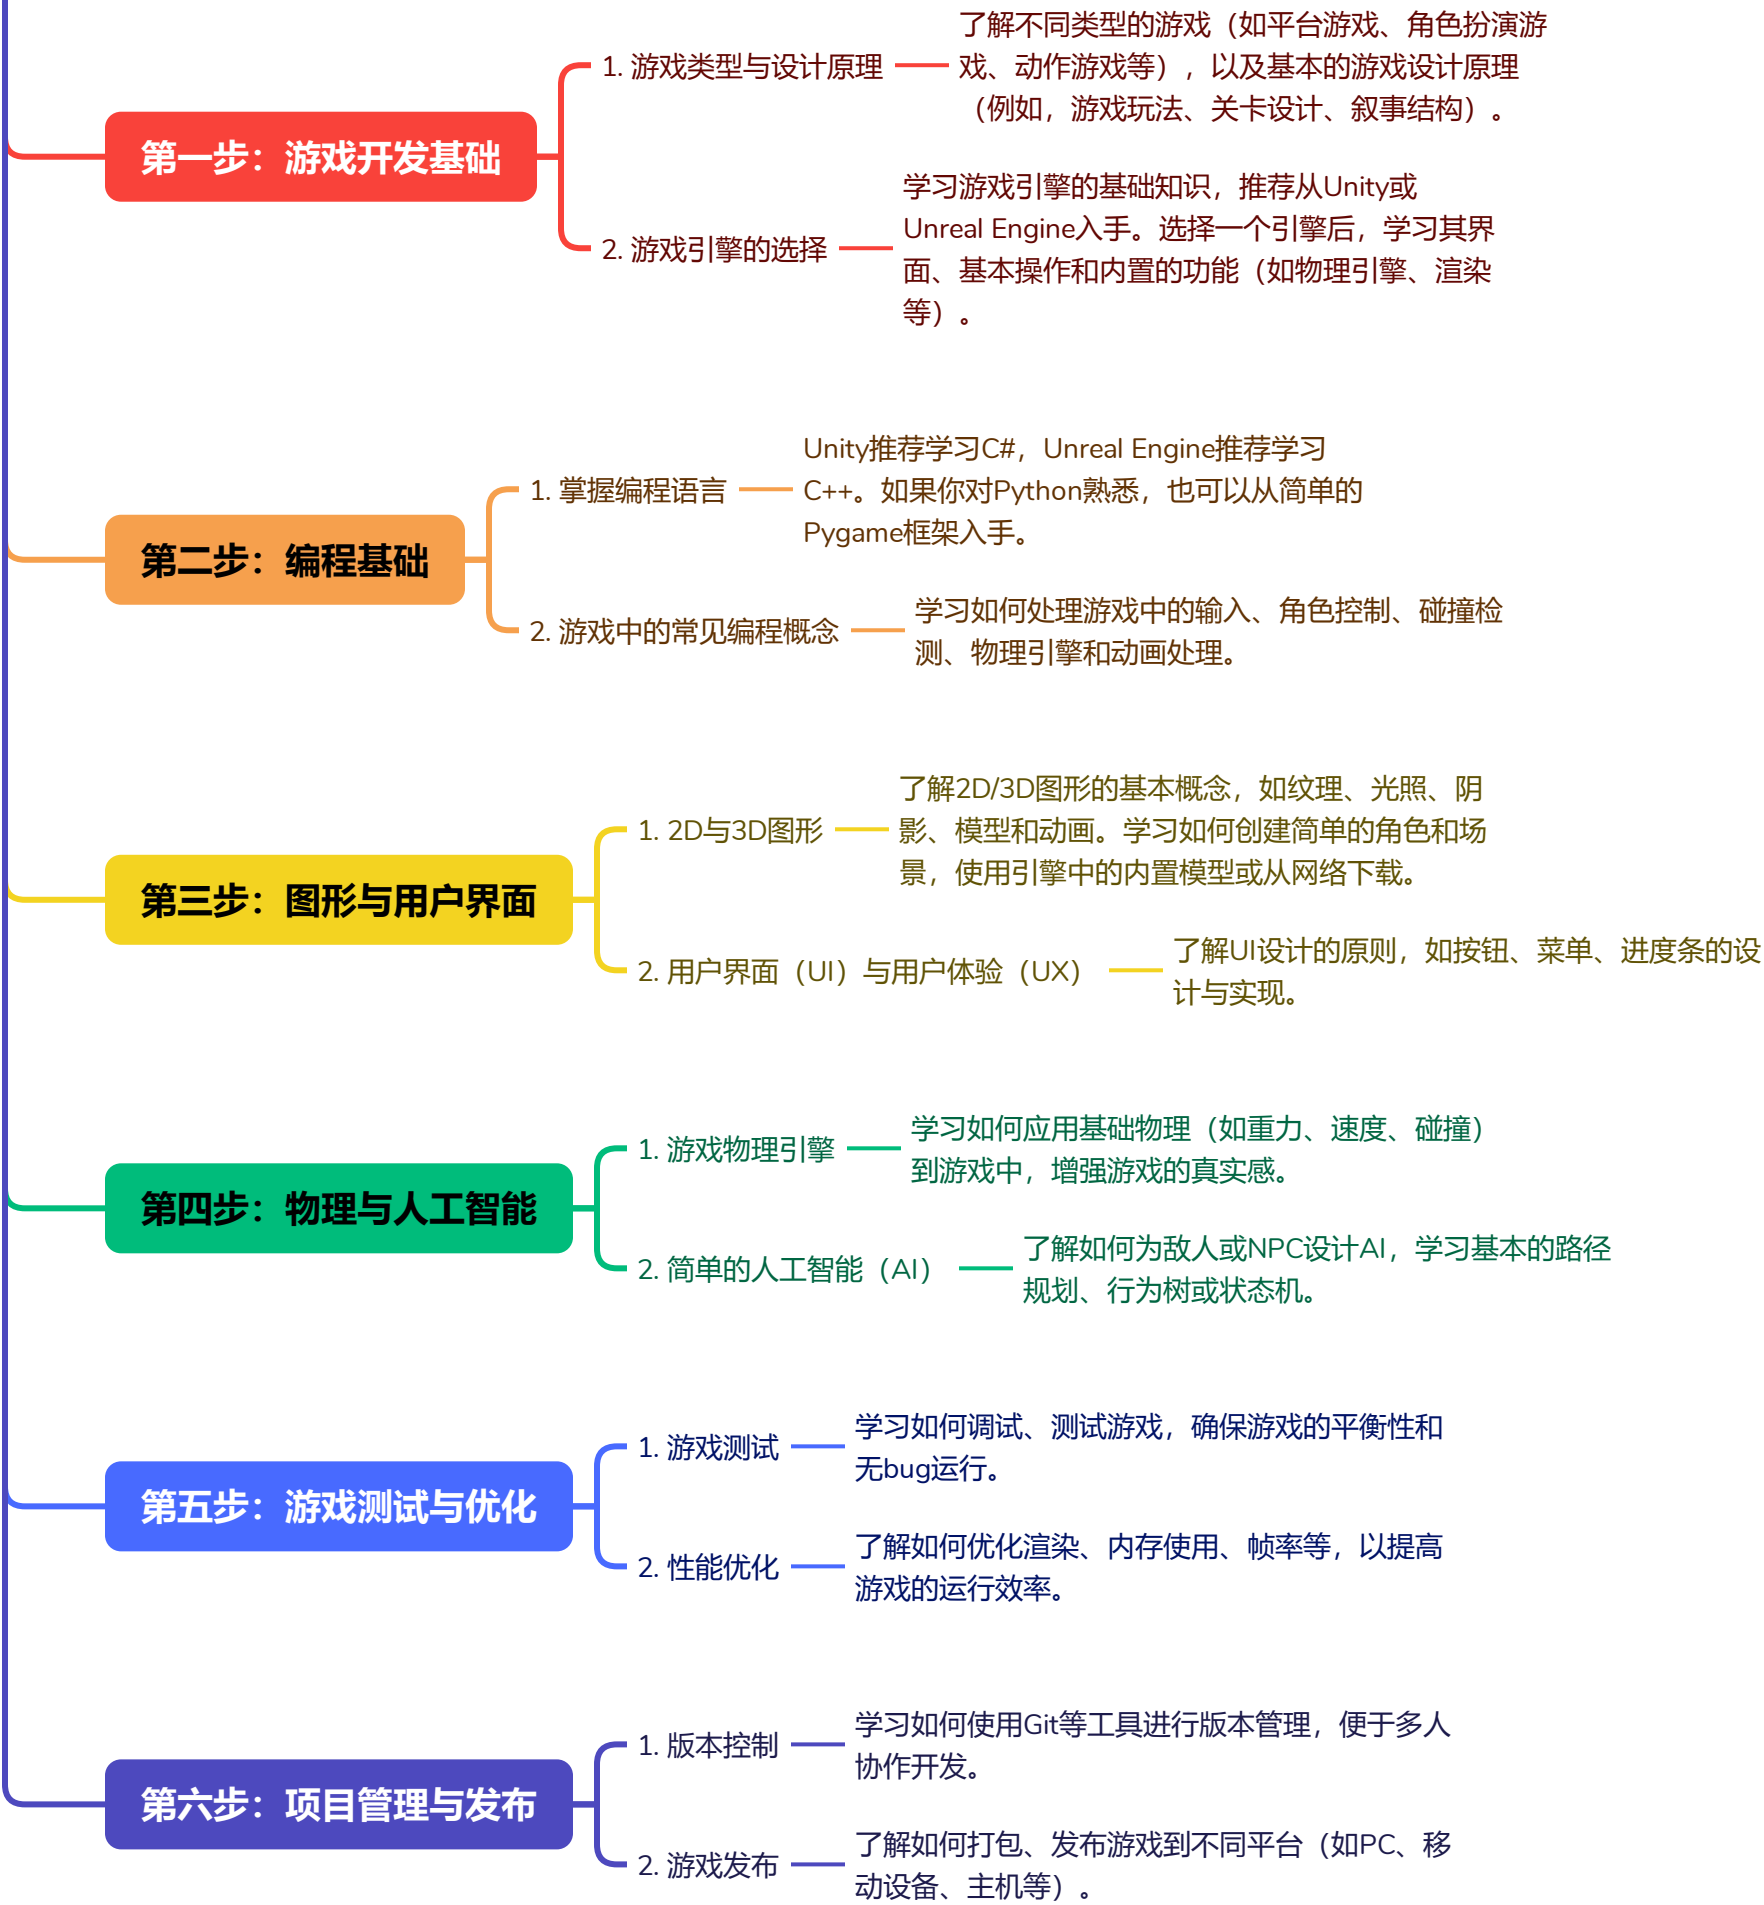 第一步：游戏开发基础
1. 游戏类型与设计原理
了解不同类型的游戏（如平台游戏、角色扮演游
戏、动作游戏等），以及基本的游戏设计原理
（例如，游戏玩法、关卡设计、叙事结构）。
2. 游戏引擎的选择
学习游戏引擎的基础知识，推荐从Unity或
Unreal Engine入手。选择一个引擎后，学习其界
面、基本操作和内置的功能（如物理引擎、渲染
等）。
第二步：编程基础
1. 掌握编程语言
Unity推荐学习C#，Unreal Engine推荐学习
C++。如果你对Python熟悉，也可以从简单的
Pygame框架入手。
2. 游戏中的常见编程概念
学习如何处理游戏中的输入、角色控制、碰撞检
测、物理引擎和动画处理。
第三步：图形与用户界面
1. 2D与3D图形
了解2D/3D图形的基本概念，如纹理、光照、阴
影、模型和动画。学习如何创建简单的角色和场
景，使用引擎中的内置模型或从网络下载。
2. 用户界面（UI）与用户体验（UX）
了解UI设计的原则，如按钮、菜单、进度条的设
计与实现。
第四步：物理与人工智能
1. 游戏物理引擎
学习如何应用基础物理（如重力、速度、碰撞）
到游戏中，增强游戏的真实感。
2. 简单的人工智能（AI）
了解如何为敌人或NPC设计AI，学习基本的路径
规划、行为树或状态机。
第五步：游戏测试与优化
1. 游戏测试
学习如何调试、测试游戏，确保游戏的平衡性和
无bug运行。
2. 性能优化
了解如何优化渲染、内存使用、帧率等，以提高
游戏的运行效率。
第六步：项目管理与发布
1. 版本控制
学习如何使用Git等工具进行版本管理，便于多人
协作开发。
2. 游戏发布
了解如何打包、发布游戏到不同平台（如PC、移
动设备、主机等）。